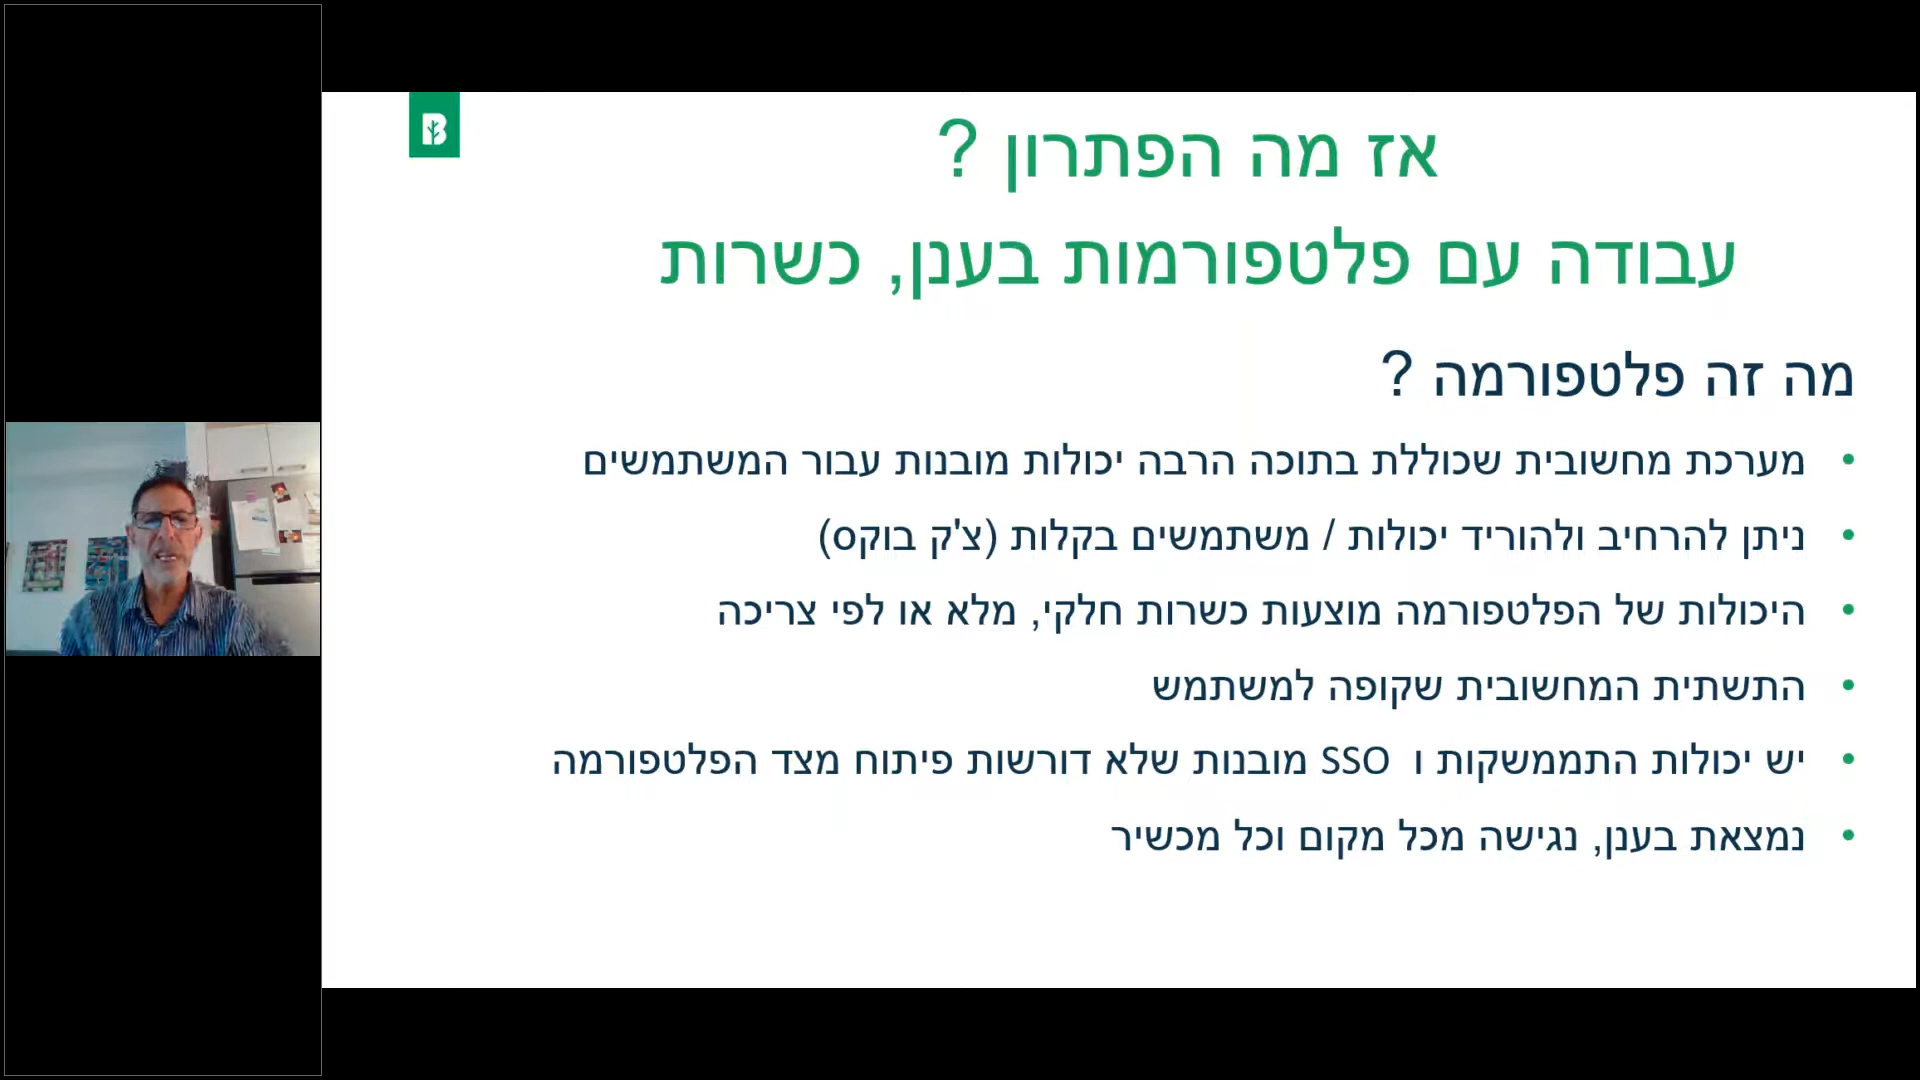 אז מה הפתרון ?
עבודה עם פלטפורמות בענן, כשרות
מה זה פלטפורמה ?
• מערכת מחשובית שכוללת בתוכה הרבה יכולות מובנות עבור המשתמשים
• ניתן להרחיב ולהוריד יכולות / משתמשים בקלות (צ'ק בוקס)
• היכולות של הפלטפורמה מוצעות כשרות חלקי, מלא או לפי צריכה
• התשתית המחשובית שקופה למשתמש
• יש יכולות התממשקות ו SSO מובנות שלא דורשות פיתוח מצד הפלטפורמה
• נמצאת בענן, נגישה מכל מקום וכל מכשיר
B